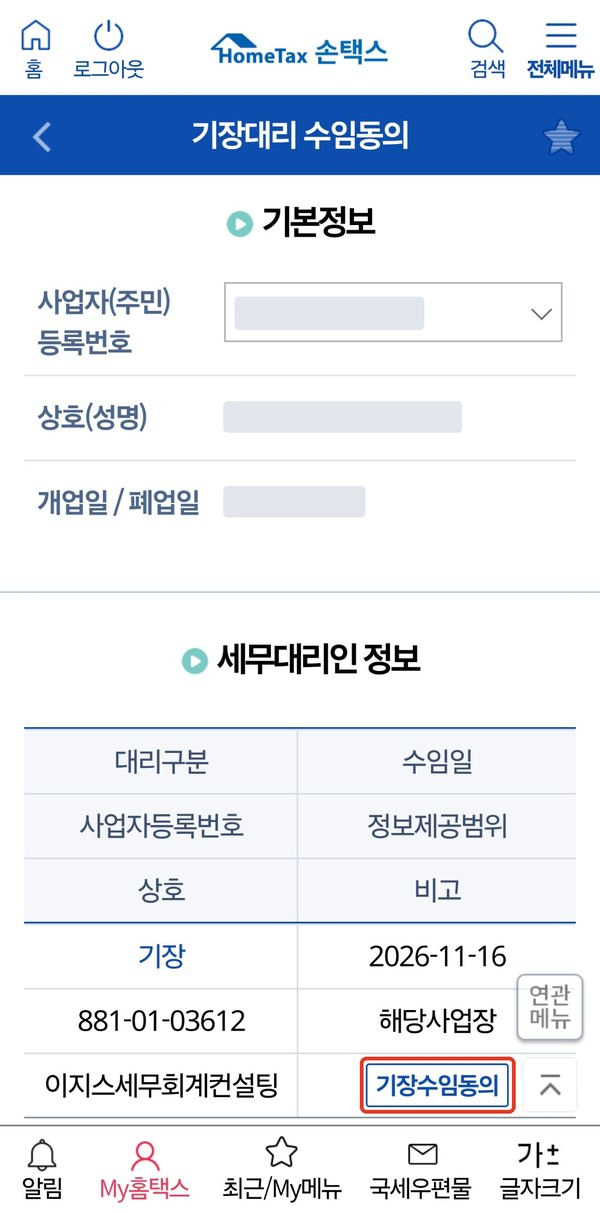 홈
로그아웃
HomeTax 손택스
검색
전체메뉴
기장대리 수임동의
기본정보
사업자(주민)
등록번호
상호(성명)
개업일 / 폐업일
세무대리인 정보
대리구분
수임일
사업자등록번호
정보제공범위
상호
비고
기장
2026-11-16
881-01-03612
해당사업장
연관
메뉴
이지스세무회계컨설팅
기장수임동의
알림
My홈택스
최근/My메뉴
국세우편물
가±
글자크기